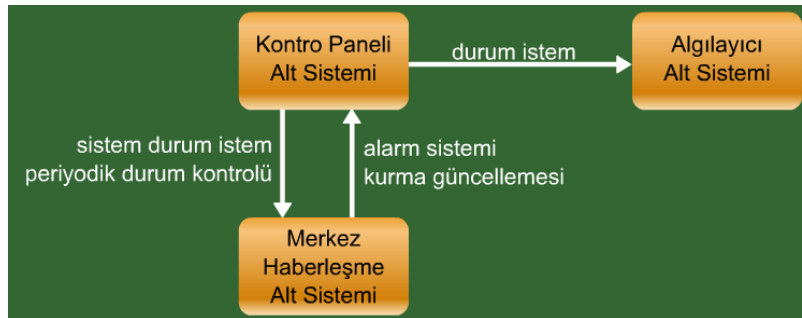 Kontro Paneli
Alt Sistemi
durum istem
Algılayıcı
Alt Sistemi
sistem durum istem
periyodik durum kontrolü
alarm sistemi
kurma güncellemesi
Merkez
Haberleşme
Alt Sistemi